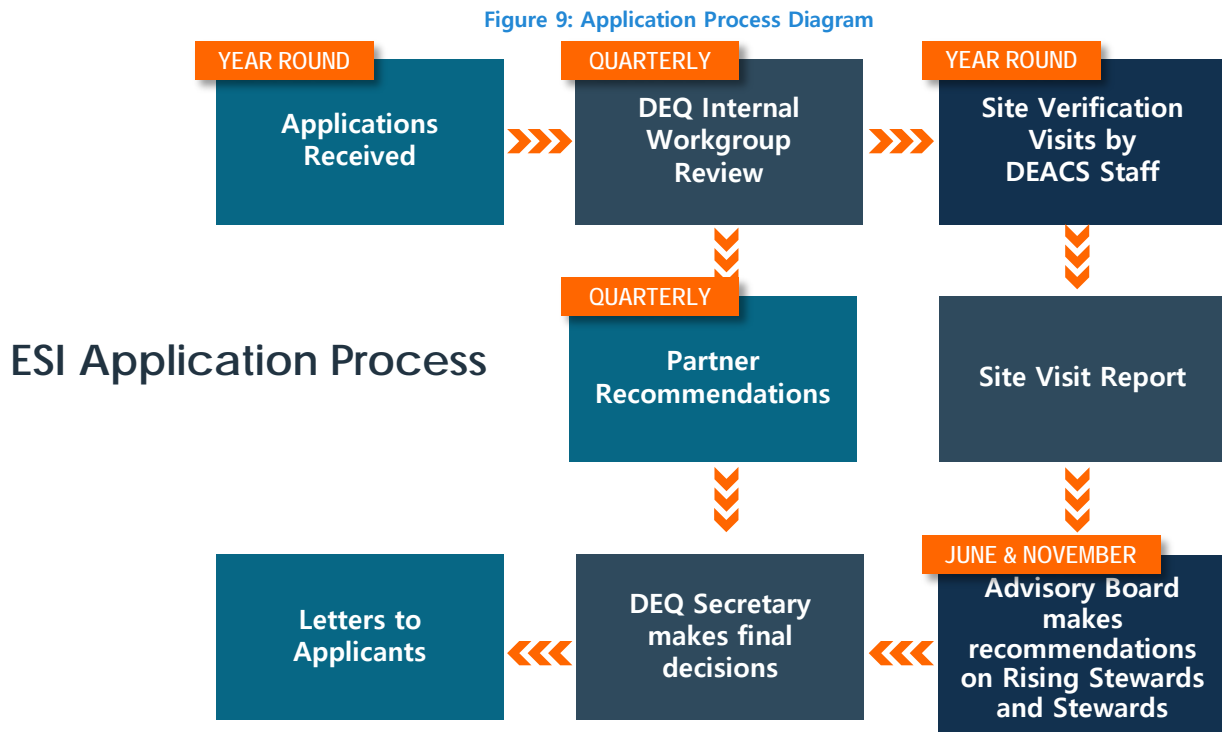 Figure 9: Application Process Diagram
YEAR ROUND
Applications
Received
QUARTERLY
DEQ Internal
Workgroup
Review
YEAR ROUND
Site Verification
Visits by
DEACS Staff
ESI Application Process
QUARTERLY
Partner
Recommendations
Site Visit Report
Letters to
Applicants
DEQ Secretary
makes final
decisions
JUNE & NOVEMBER
Advisory Board
makes
recommendations
on Rising Stewards
and Stewards